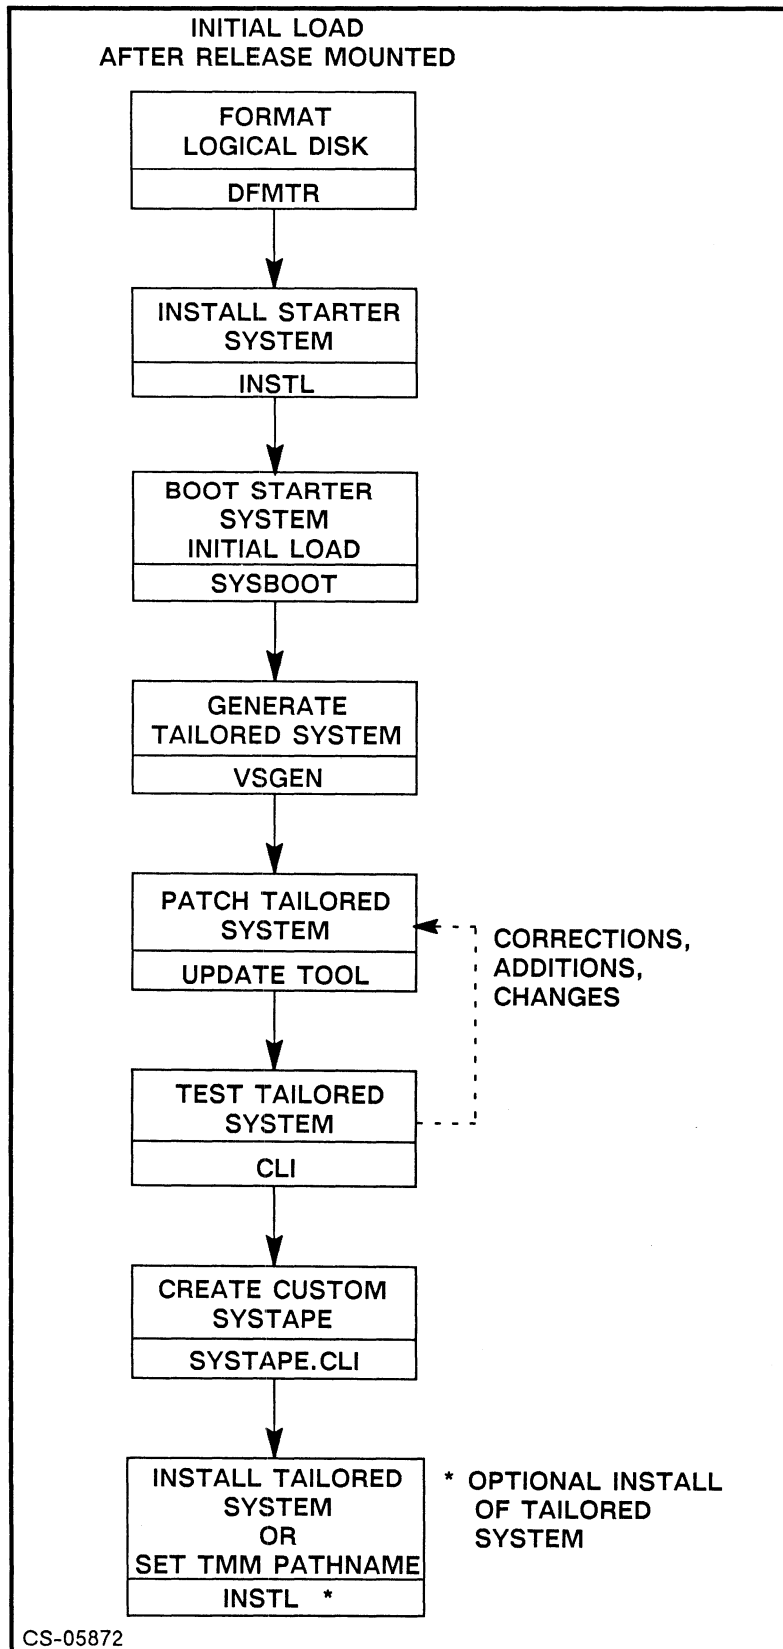 INITIAL LOAD
AFTER RELEASE MOUNTED
FORMAT
LOGICAL DISK
DFMTR
INSTALL STARTER
SYSTEM
INSTL
BOOT STARTER
SYSTEM
INITIAL LOAD
SYSBOOT
GENERATE
TAILORED SYSTEM
VSGEN
PATCH TAILORED
SYSTEM
UPDATE TOOL
CORRECTIONS,
ADDITIONS,
CHANGES
TEST TAILORED
SYSTEM
CLI
CREATE CUSTOM
SYSTAPE
SYSTAPE.CLI
INSTALL TAILORED
SYSTEM
OR
SET TMM PATHNAME
INSTL *
* OPTIONAL INSTALL
OF TAILORED
SYSTEM
CS-05872